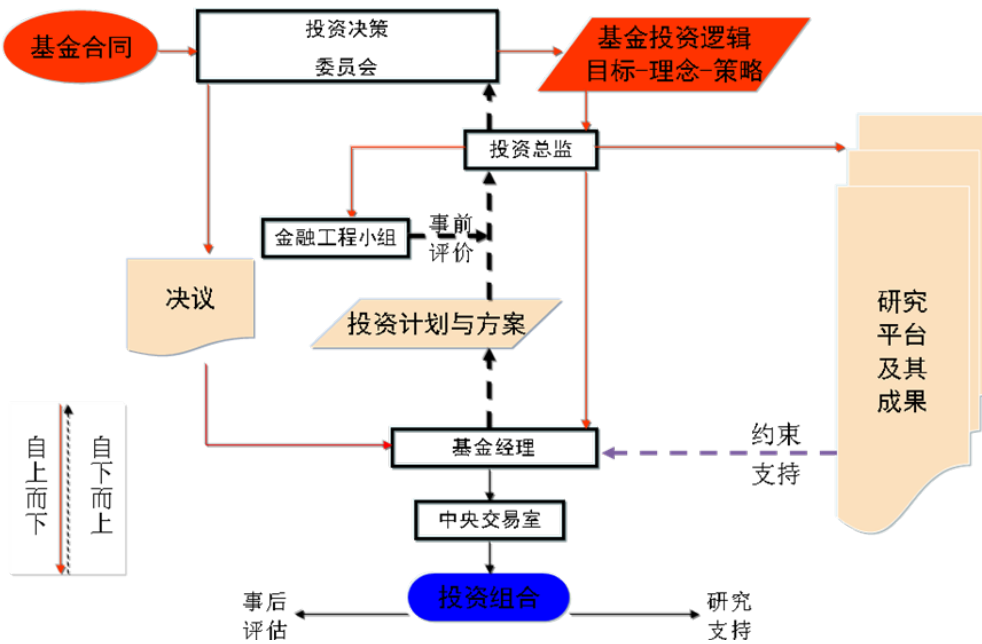 基金合同
投资决策
委员会
基金投资逻辑
目标-理念-策略
投资总监
金融工程小组
事前
评价
决议
投资计划与方案
研究
平台
及其
成果
自上而下
自下而上
基金经理
约束
支持
中央交易室
投资组合
事后
评估
研究
支持